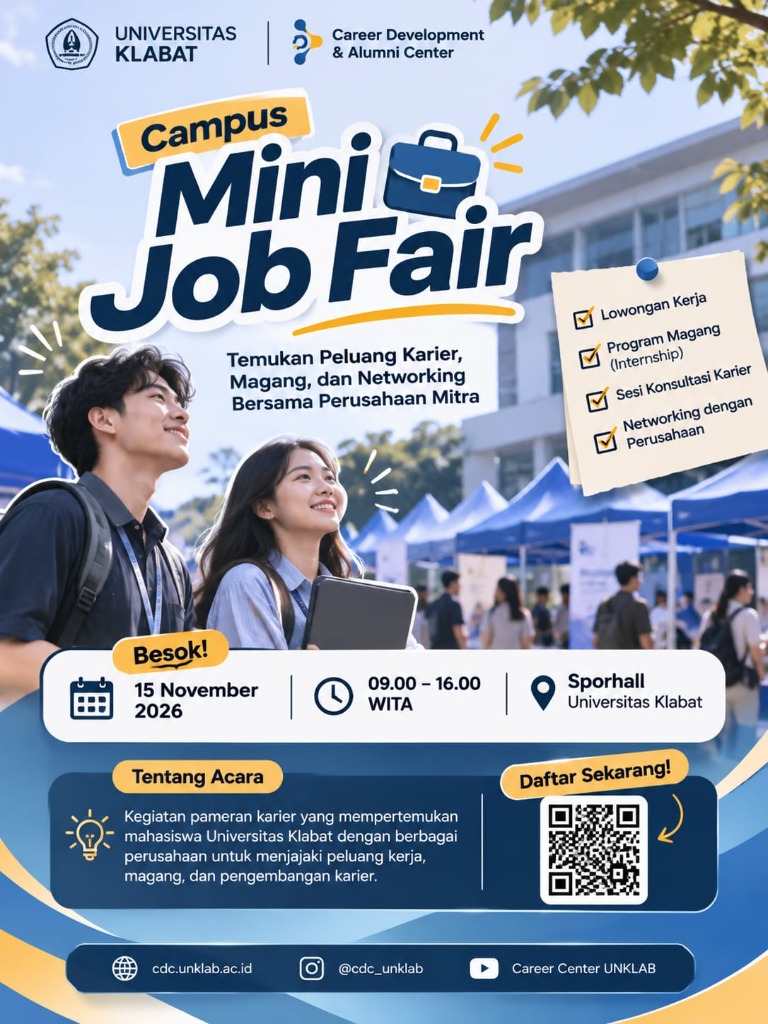 UNIVERSITAS
KLABAT
Career Development
& Alumni Center
Campus
Mini
Job Fair
Temukan Peluang Karier,
Magang, dan Networking
Bersama Perusahaan Mitra
Lowongan Kerja
Program Magang
(Internship)
Sesi Konsultasi Karier
Networking dengan
Perusahaan
Besok!
15 November
2026
09.00 – 16.00
WITA
Sporhall
Universitas Klabat
Tentang Acara
Kegiatan pameran karier yang mempertemukan
mahasiswa Universitas Klabat dengan berbagai
perusahaan untuk menjajaki peluang kerja,
magang, dan pengembangan karier.
Daftar Sekarang!
cdc.unklab.ac.id
@cdc_unklab
Career Center UNKLAB